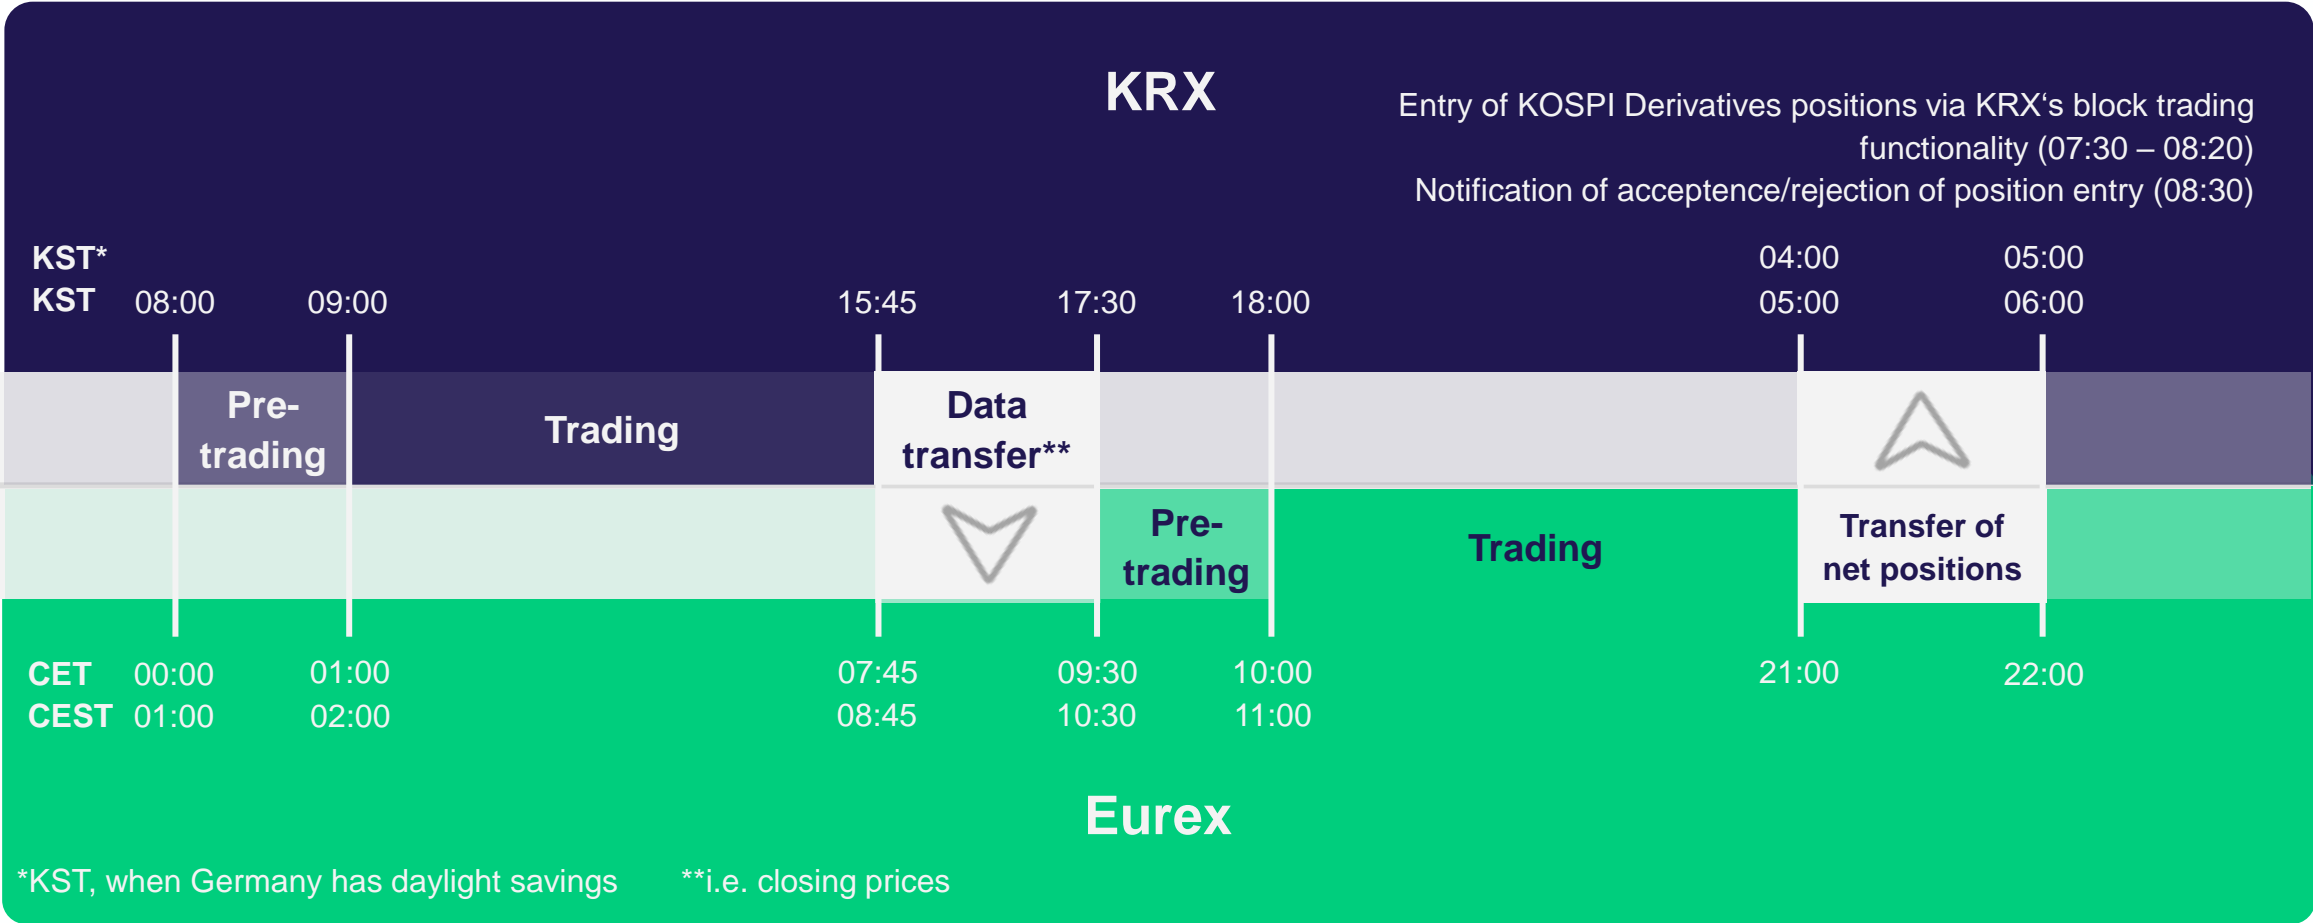 KRX
Entry of KOSPI Derivatives positions via KRX‘s block trading
functionality (07:30 – 08:20)
Notification of acceptence/rejection of position entry (08:30)
KST* 04:00 05:00
KST 08:00 09:00 15:45 17:30 18:00 05:00 06:00
Pre-
trading
Trading
Data
transfer**
Pre-
trading
Trading
Transfer of
net positions
CET 00:00 01:00 07:45 09:30 10:00 21:00 22:00
CEST 01:00 02:00 08:45 10:30 11:00
Eurex
*KST, when Germany has daylight savings **i.e. closing prices